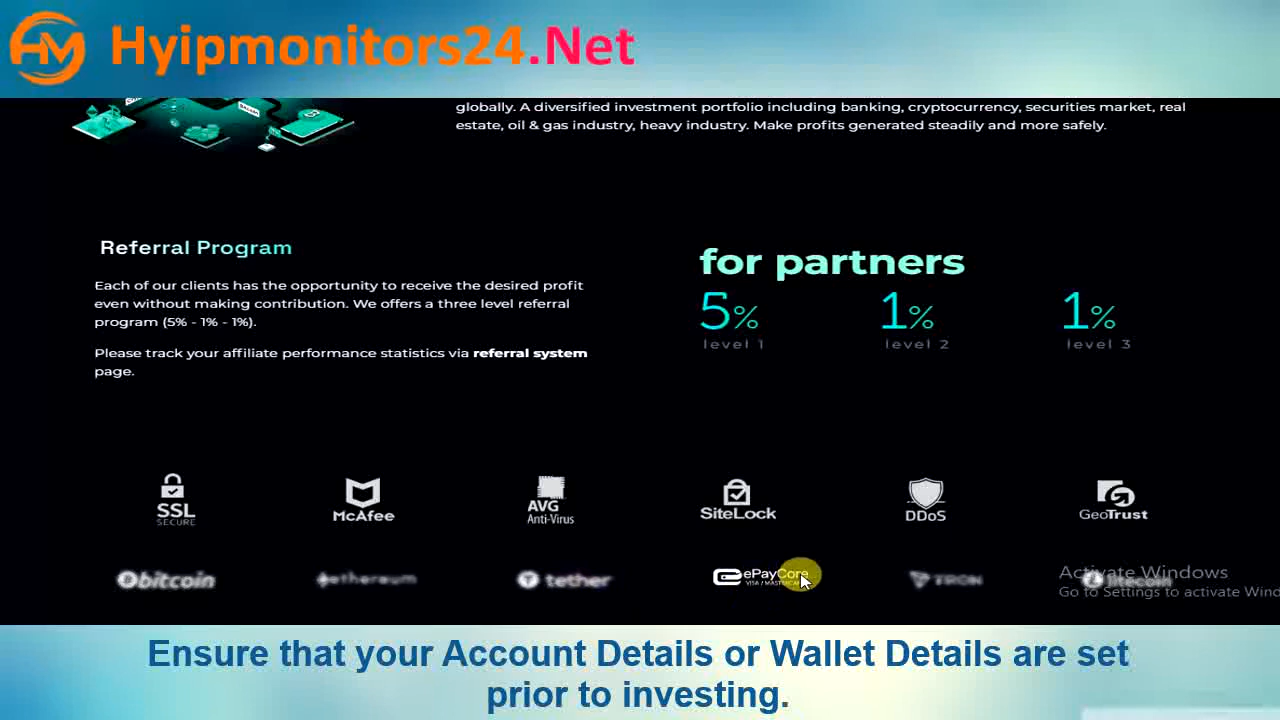 HM Hyipmonitors24.Net
globally. A diversified investment portfolio including banking, cryptocurrency, securities market, real
estate, oil & gas industry, heavy industry. Make profits generated steadily and more safely.
Referral Program
for partners
Each of our clients has the opportunity to receive the desired profit
even without making contribution. We offers a three level referral
program (5% - 1% - 1%).
5% 1% 1%
level 1 level 2 level 3
Please track your affiliate performance statistics via referral system
page.
SSL SECURE
McAfee
AVG Anti-Virus
SiteLock
DDoS
GeoTrust
bitcoin
ethereum
tether
ePayCore
VISA / MASTERCARD
TRON
litecoin
Activate Windows
Go to Settings to activate Wind
Ensure that your Account Details or Wallet Details are set
prior to investing.